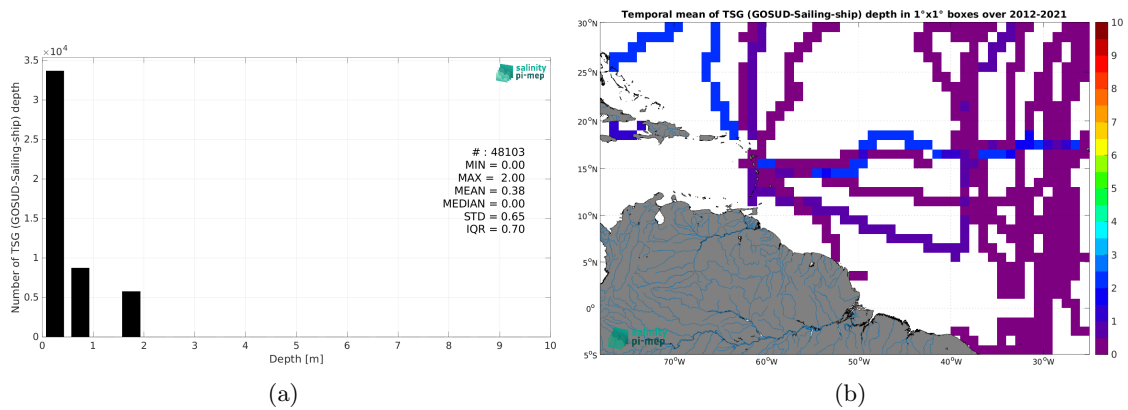 ×10⁴
3.5
3
2.5
2
1.5
1
0.5
0
Number of TSG (GOSUD-Sailing-ship) depth
0 1 2 3 4 5 6 7 8 9 10
Depth [m]
salinity
pi-mep
# : 48103
MIN = 0.00
MAX = 2.00
MEAN = 0.38
MEDIAN = 0.00
STD = 0.65
IQR = 0.70
(a)
Temporal mean of TSG (GOSUD-Sailing-ship) depth in 1°x1° boxes over 2012-2021
30°N
25°N
20°N
15°N
10°N
5°N
0°
5°S
70°W 60°W 50°W 40°W 30°W
salinity
pi-mep
10
9
8
7
6
5
4
3
2
1
0
(b)